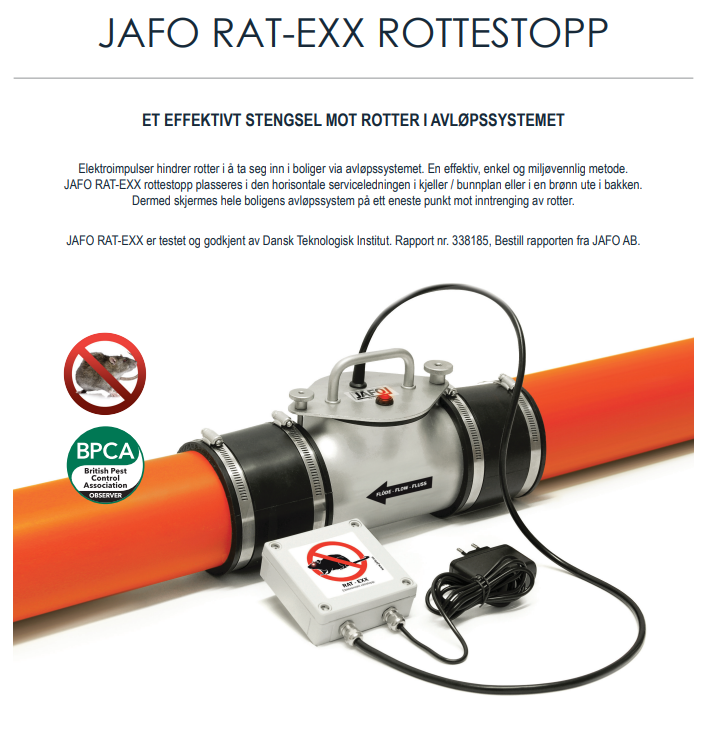 JAFO RAT-EXX ROTTESTOPP
ET EFFEKTIVT STENGSEL MOT ROTTER I AVLØPSSYSTEMET
Elektroimpulser hindrer rotter i å ta seg inn i boliger via avløpssystemet. En effektiv, enkel og miljøvennlig metode.
JAFO RAT-EXX rottestopp plasseres i den horisontale serviceledningen i kjeller / bunnplan eller i en brønn ute i bakken.
Dermed skjermes hele boligens avløpssystem på ett eneste punkt mot inntrenging av rotter.
JAFO RAT-EXX er testet og godkjent av Dansk Teknologisk Institut. Rapport nr. 338185, Bestill rapporten fra JAFO AB.
JAFO
BPCA
British Pest
Control
Association
OBSERVER
FLÖDE - FLOW - FLUSS
RAT - EXX